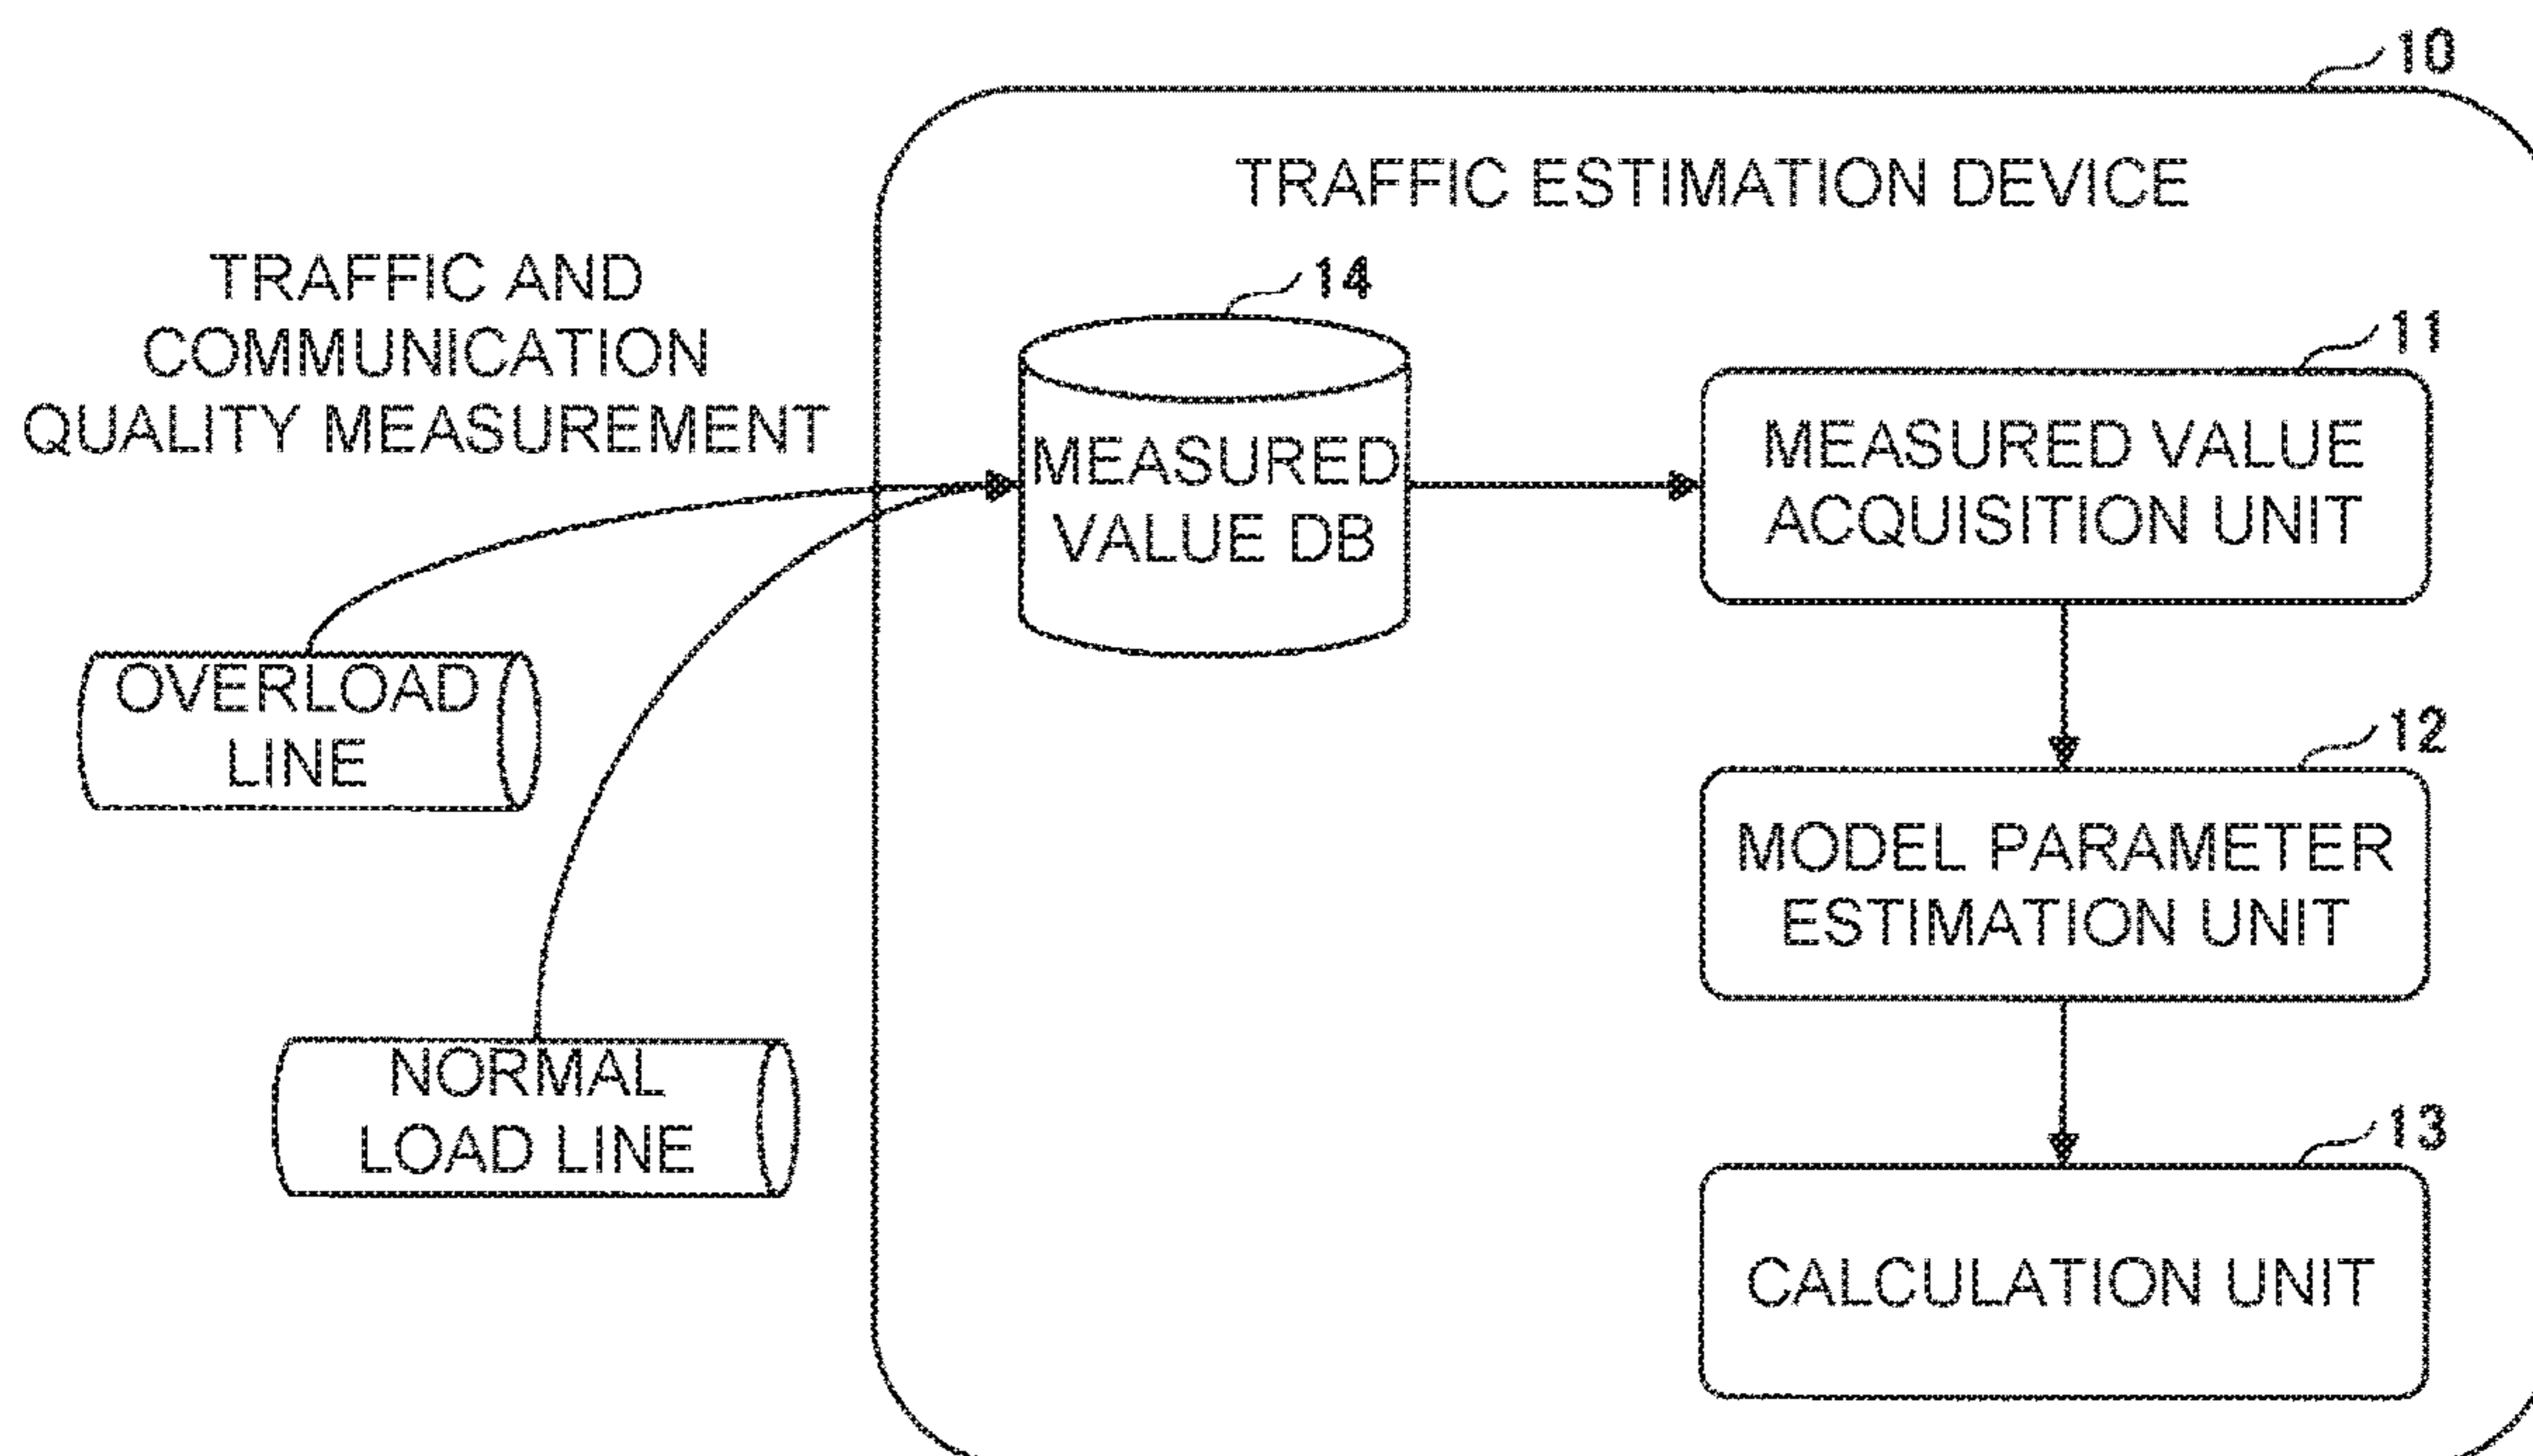 10
TRAFFIC ESTIMATION DEVICE
TRAFFIC AND
COMMUNICATION
QUALITY MEASUREMENT
14
MEASURED
VALUE DB
11
MEASURED VALUE
ACQUISITION UNIT
OVERLOAD
LINE
12
MODEL PARAMETER
ESTIMATION UNIT
NORMAL
LOAD LINE
13
CALCULATION UNIT